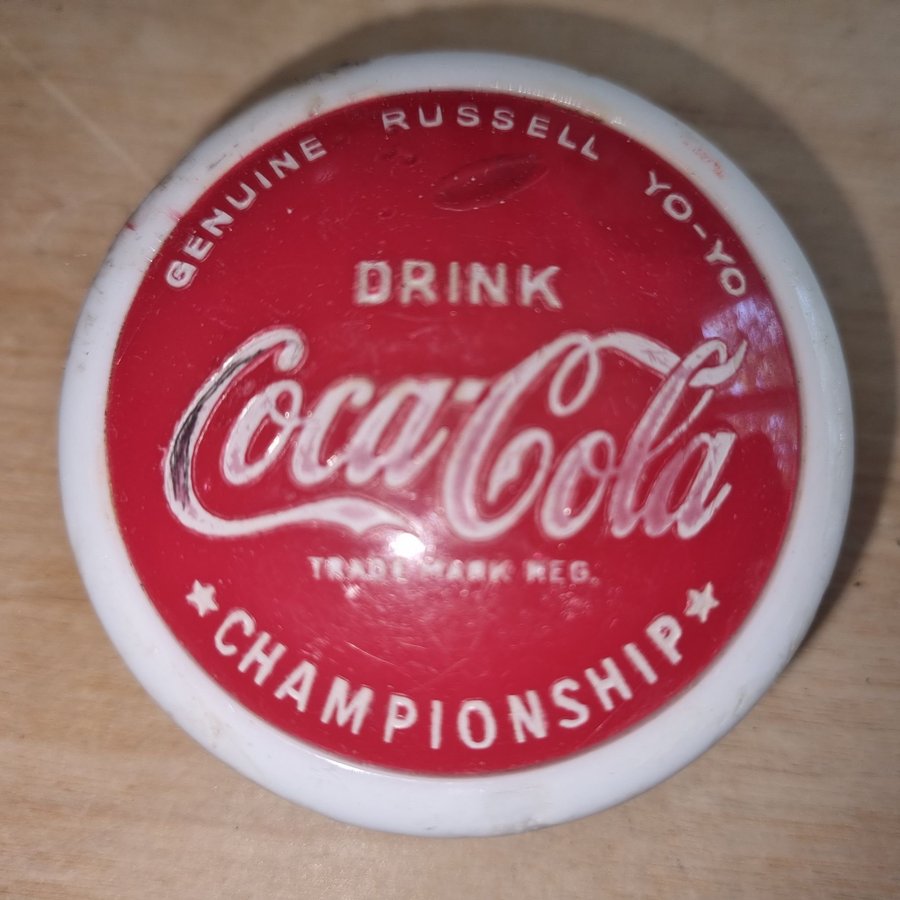 GENUINE RUSSELL YO-YO
DRINK
Coca-Cola
TRADE MARK REG.
★CHAMPIONSHIP★